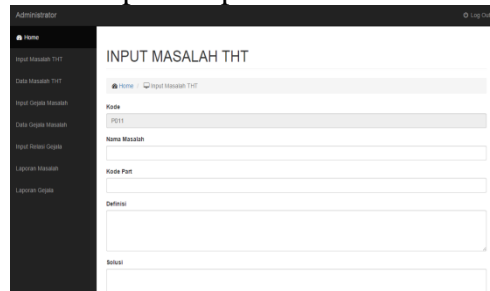 Administrator
Log Out
Home
Input Masalah THT
Data Masalah THT
Input Gejala Masalah
Data Gejala Masalah
Input Relasi Gejala
Laporan Masalah
Laporan Gejala
INPUT MASALAH THT
Home / Input Masalah THT
Kode
P011
Nama Masalah
Kode Part
Definisi
Solusi